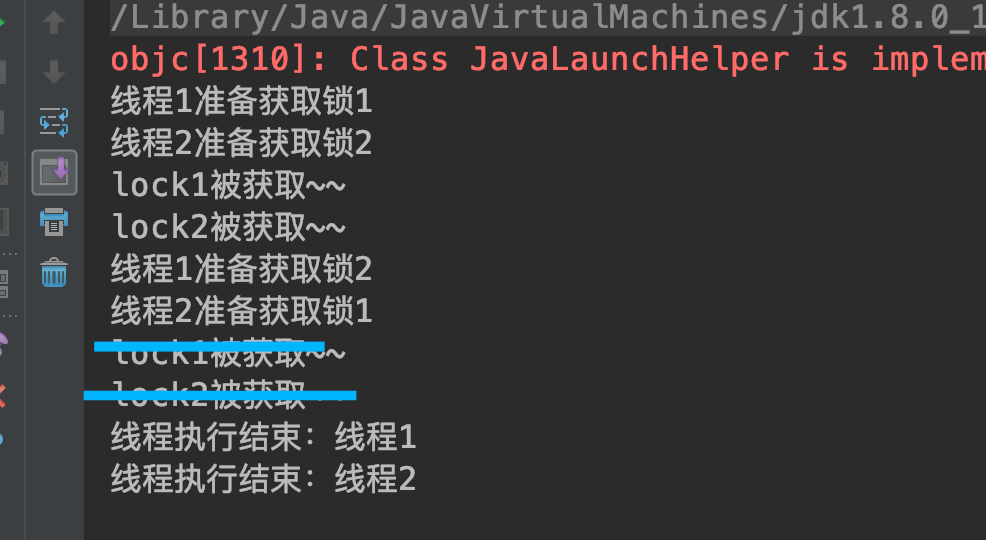 /Library/Java/JavaVirtualMachines/jdk1.8.0_1
objc[1310]: Class JavaLaunchHelper is implem
线程1准备获取锁1
线程2准备获取锁2
lock1被获取~~
lock2被获取~~
线程1准备获取锁2
线程2准备获取锁1
lock1被获取~~
lock2被获取~~
线程执行结束：线程1
线程执行结束：线程2